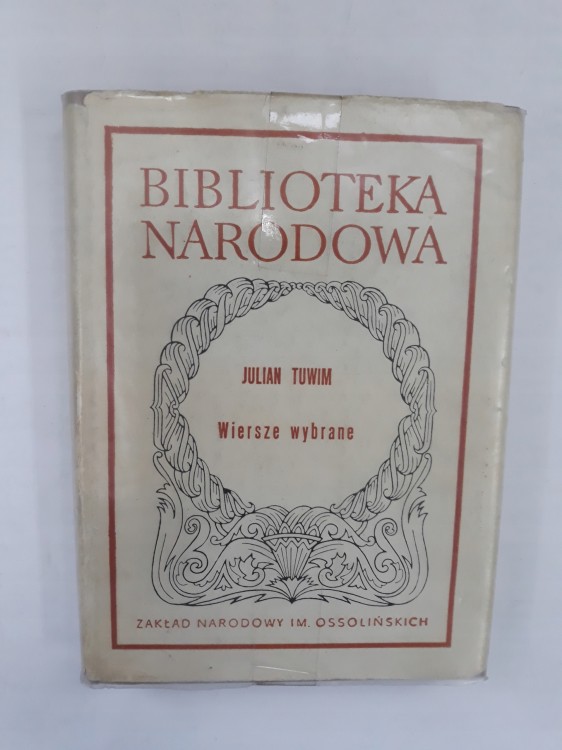 BIBLIOTEKA
NARODOWA
JULIAN TUWIM
Wiersze wybrane
ZAKŁAD NARODOWY IM. OSSOLIŃSKICH